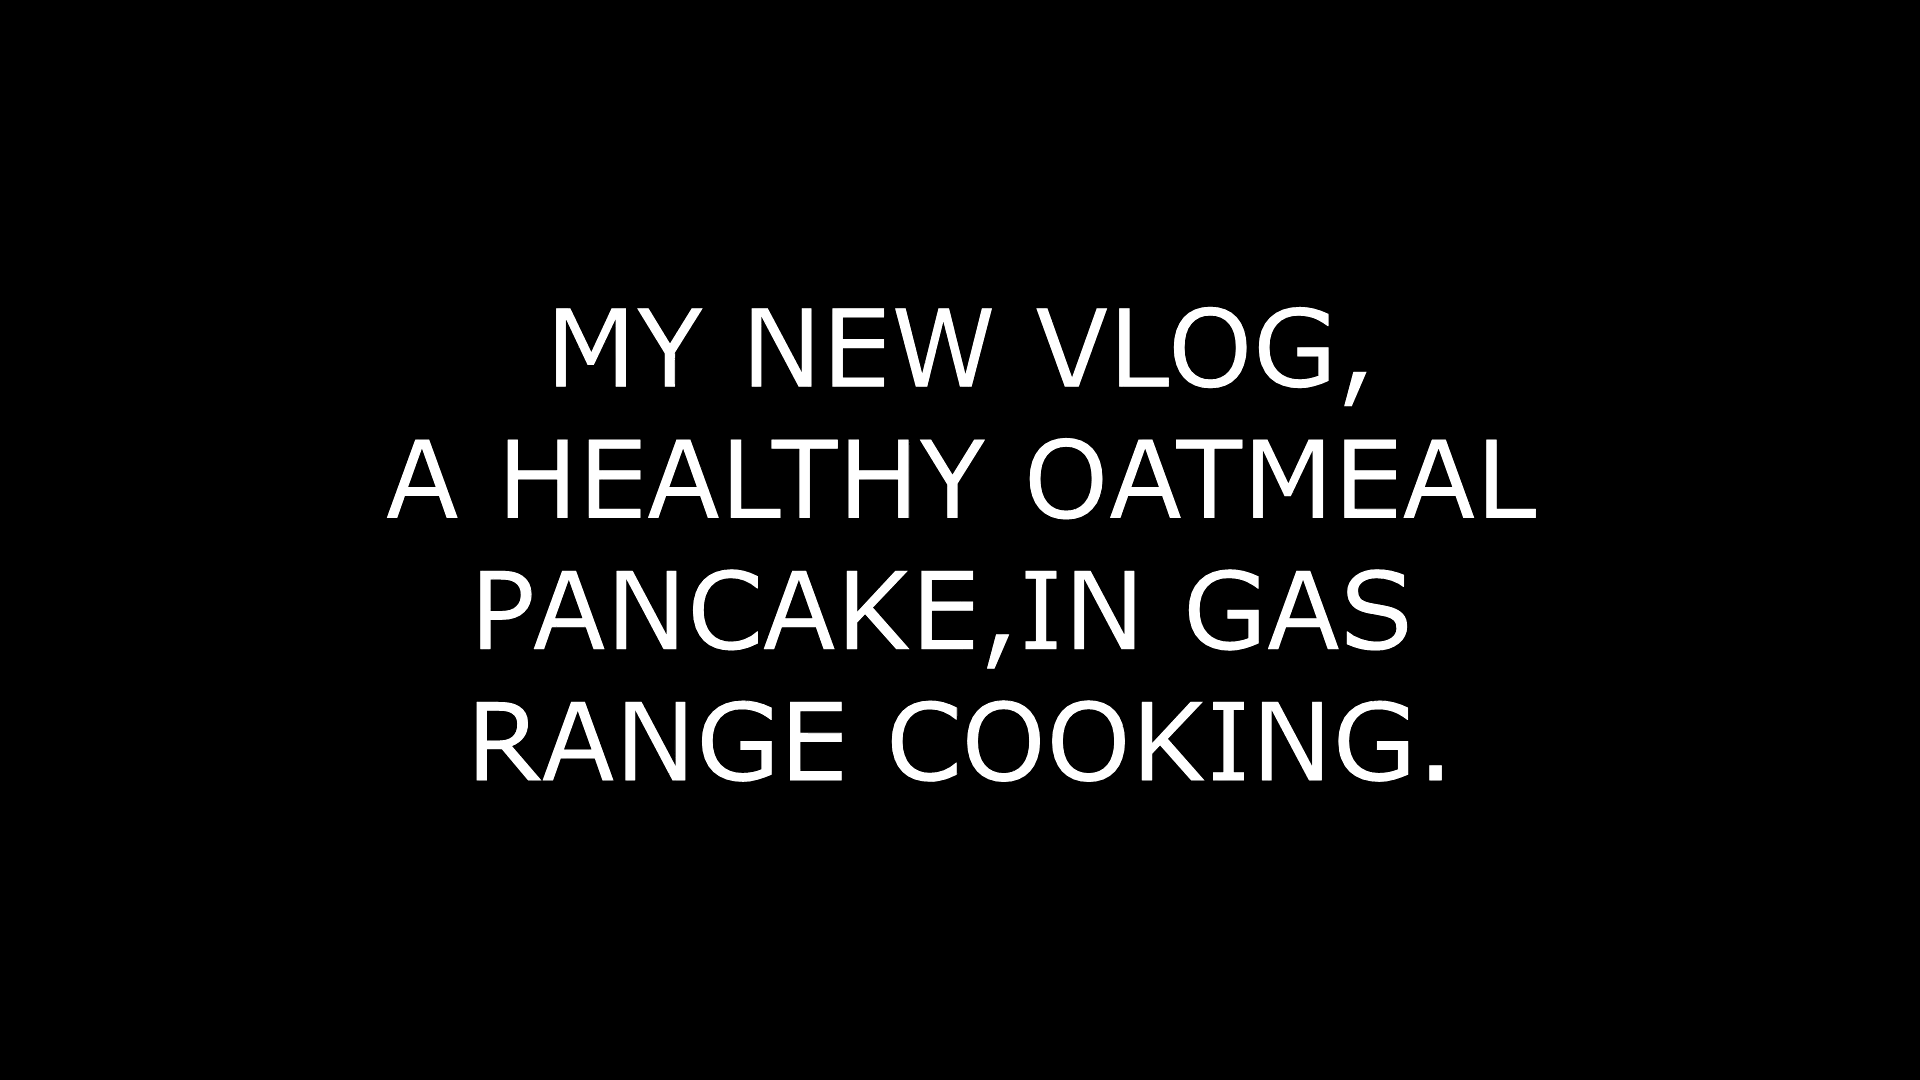 MY NEW VLOG,
A HEALTHY OATMEAL
PANCAKE,IN GAS
RANGE COOKING.